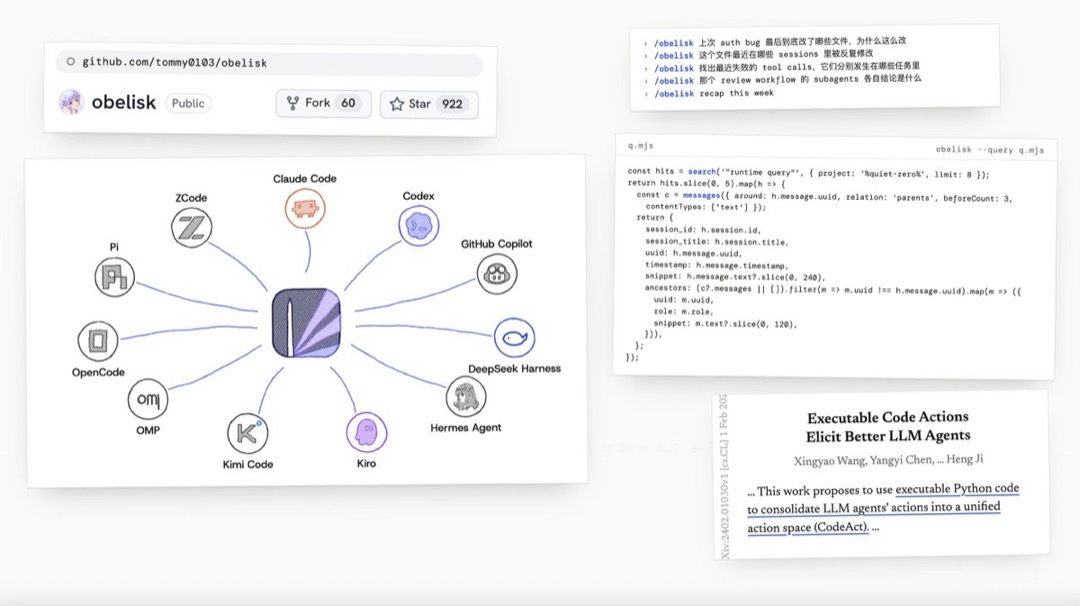 github.com/tommy0103/obelisk
obelisk Public Fork 60 Star 922
Claude Code
ZCode
Codex
Pi
GitHub Copilot
OpenCode
DeepSeek Harness
OMP
Hermes Agent
Kimi Code
Kiro
› /obelisk 上次 auth bug 最后到底改了哪些文件，为什么这么改
› /obelisk 这个文件最近在哪些 sessions 里被反复修改
› /obelisk 找出最近失败的 tool calls，它们分别发生在哪些任务里
› /obelisk 那个 review workflow 的 subagents 各自结论是什么
› /obelisk recap this week
q.mjs obelisk --query q.mjs
const hits = search('"runtime query"', { project: '%quiet-zero%', limit: 8 });
return hits.slice(0, 5).map(h => {
const c = messages({ around: h.message.uuid, relation: 'parents', beforeCount: 3,
contentTypes: ['text'] });
return {
session_id: h.session.id,
session_title: h.session.title,
uuid: h.message.uuid,
timestamp: h.message.timestamp,
snippet: h.message.text?.slice(0, 240),
ancestors: (c?.messages || []).filter(m => m.uuid !== h.message.uuid).map(m => ({
uuid: m.uuid,
role: m.role,
snippet: m.text?.slice(0, 120),
})),
};
});
Xiv:2402.01030v1 [cs.CL] 1 Feb 202
Executable Code Actions
Elicit Better LLM Agents
Xingyao Wang, Yangyi Chen, ... Heng Ji
... This work proposes to use executable Python code
to consolidate LLM agents' actions into a unified
action space (CodeAct). ...